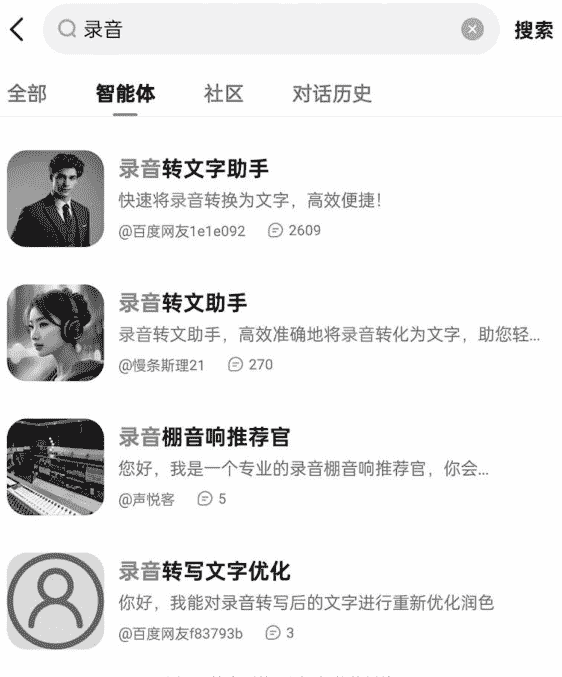 录音
搜索
全部 智能体 社区 对话历史
录音转文字助手
快速将录音转换为文字，高效便捷！
@百度网友1e1e092 2609
录音转文助手
录音转文助手，高效准确地将录音转化为文字，助您轻...
@慢条斯理21 270
录音棚音响推荐官
您好，我是一个专业的录音棚音响推荐官，你会...
@声悦客 5
录音转写文字优化
你好，我能对录音转写后的文字进行重新优化润色
@百度网友f83793b 3